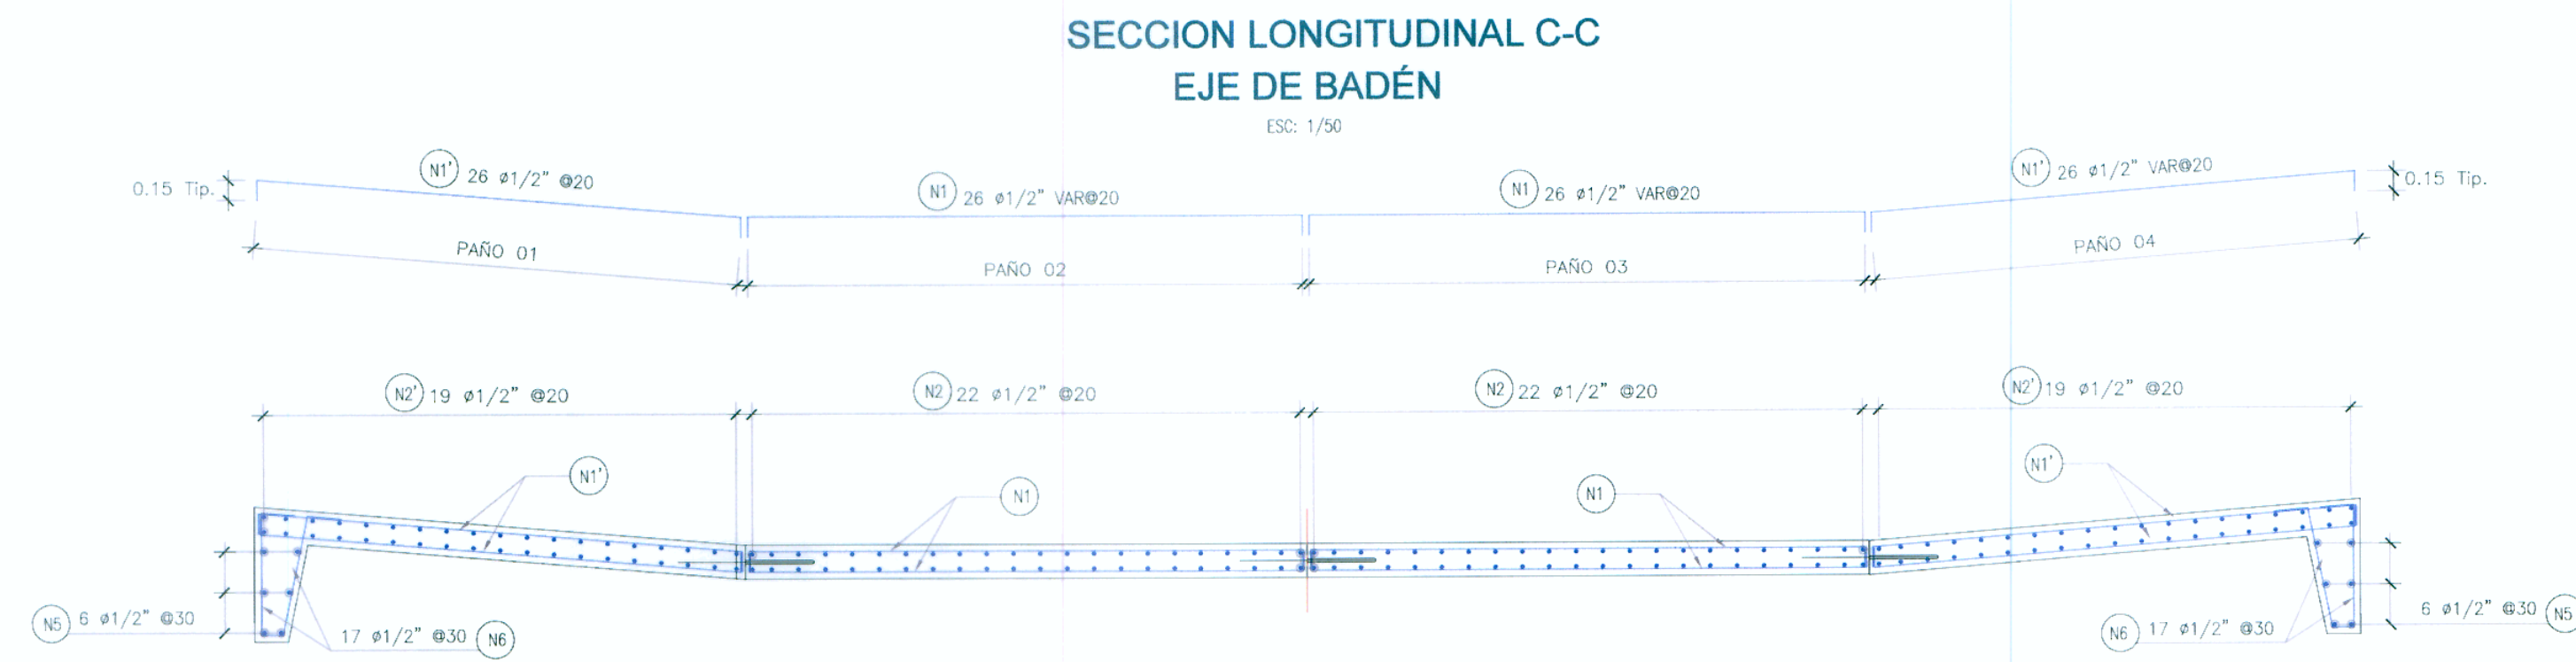 SECCION LONGITUDINAL C-C
EJE DE BADÉN
ESC: 1/50
0.15 Tip.
N1' 26 ø1/2" @20
N1 26 ø1/2" VAR@20
N1 26 ø1/2" VAR@20
N1' 26 ø1/2" VAR@20
0.15 Tip.
PAÑO 01
PAÑO 02
PAÑO 03
PAÑO 04
N2' 19 ø1/2" @20
N2 22 ø1/2" @20
N2 22 ø1/2" @20
N2' 19 ø1/2" @20
N1'
N1
N1
N1'
N5 6 ø1/2" @30
17 ø1/2" @30 N6
N6 17 ø1/2" @30
6 ø1/2" @30 N5